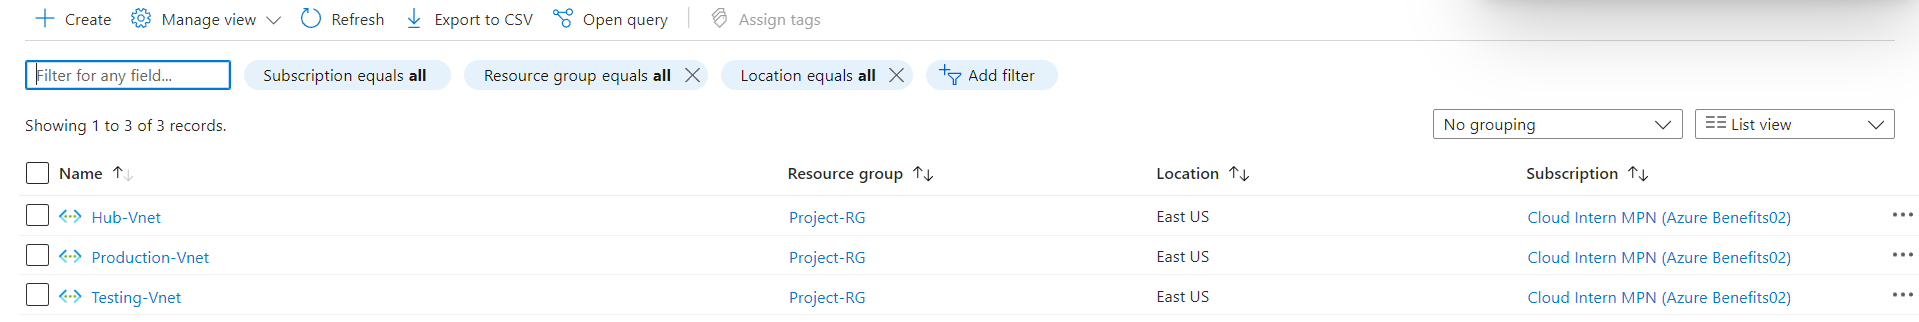 Create Manage view Refresh Export to CSV Open query Assign tags
Filter for any field... Subscription equals all Resource group equals all Location equals all Add filter
Showing 1 to 3 of 3 records. No grouping List view
Name Resource group Location Subscription
Hub-Vnet Project-RG East US Cloud Intern MPN (Azure Benefits02)
Production-Vnet Project-RG East US Cloud Intern MPN (Azure Benefits02)
Testing-Vnet Project-RG East US Cloud Intern MPN (Azure Benefits02)